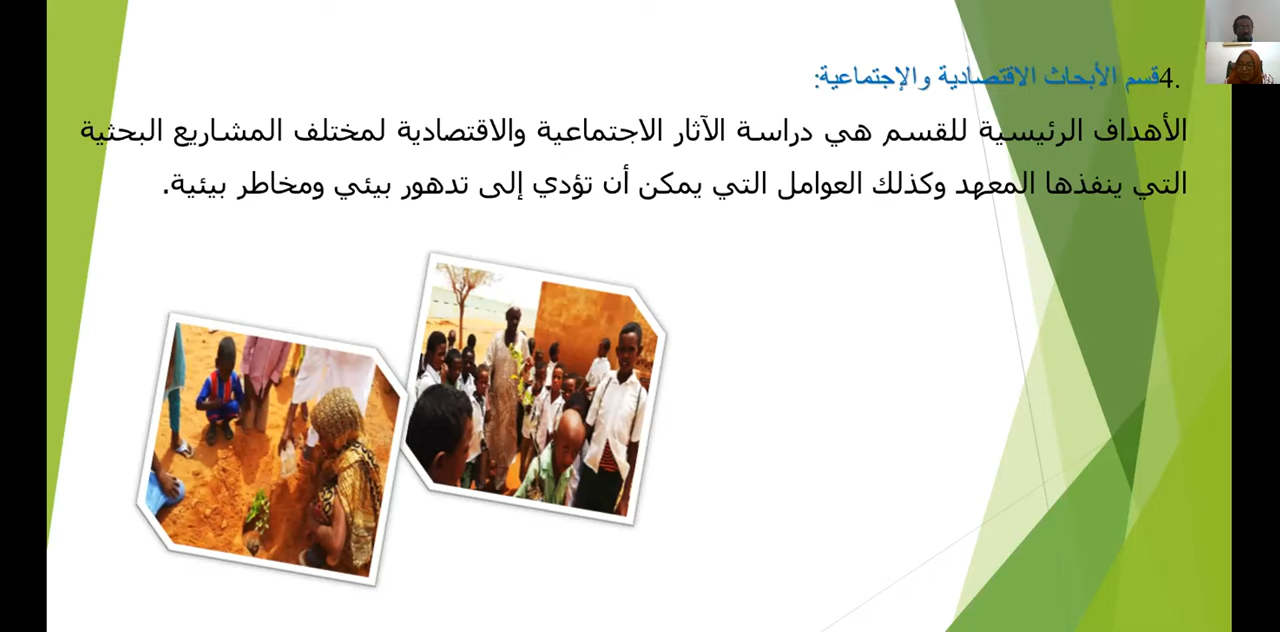 4. قسم الأبحاث الاقتصادية والإجتماعية:
الأهداف الرئيسية للقسم هي دراسة الآثار الاجتماعية والاقتصادية لمختلف المشاريع البحثية
التي ينفذها المعهد وكذلك العوامل التي يمكن أن تؤدي إلى تدهور بيئي ومخاطر بيئية.